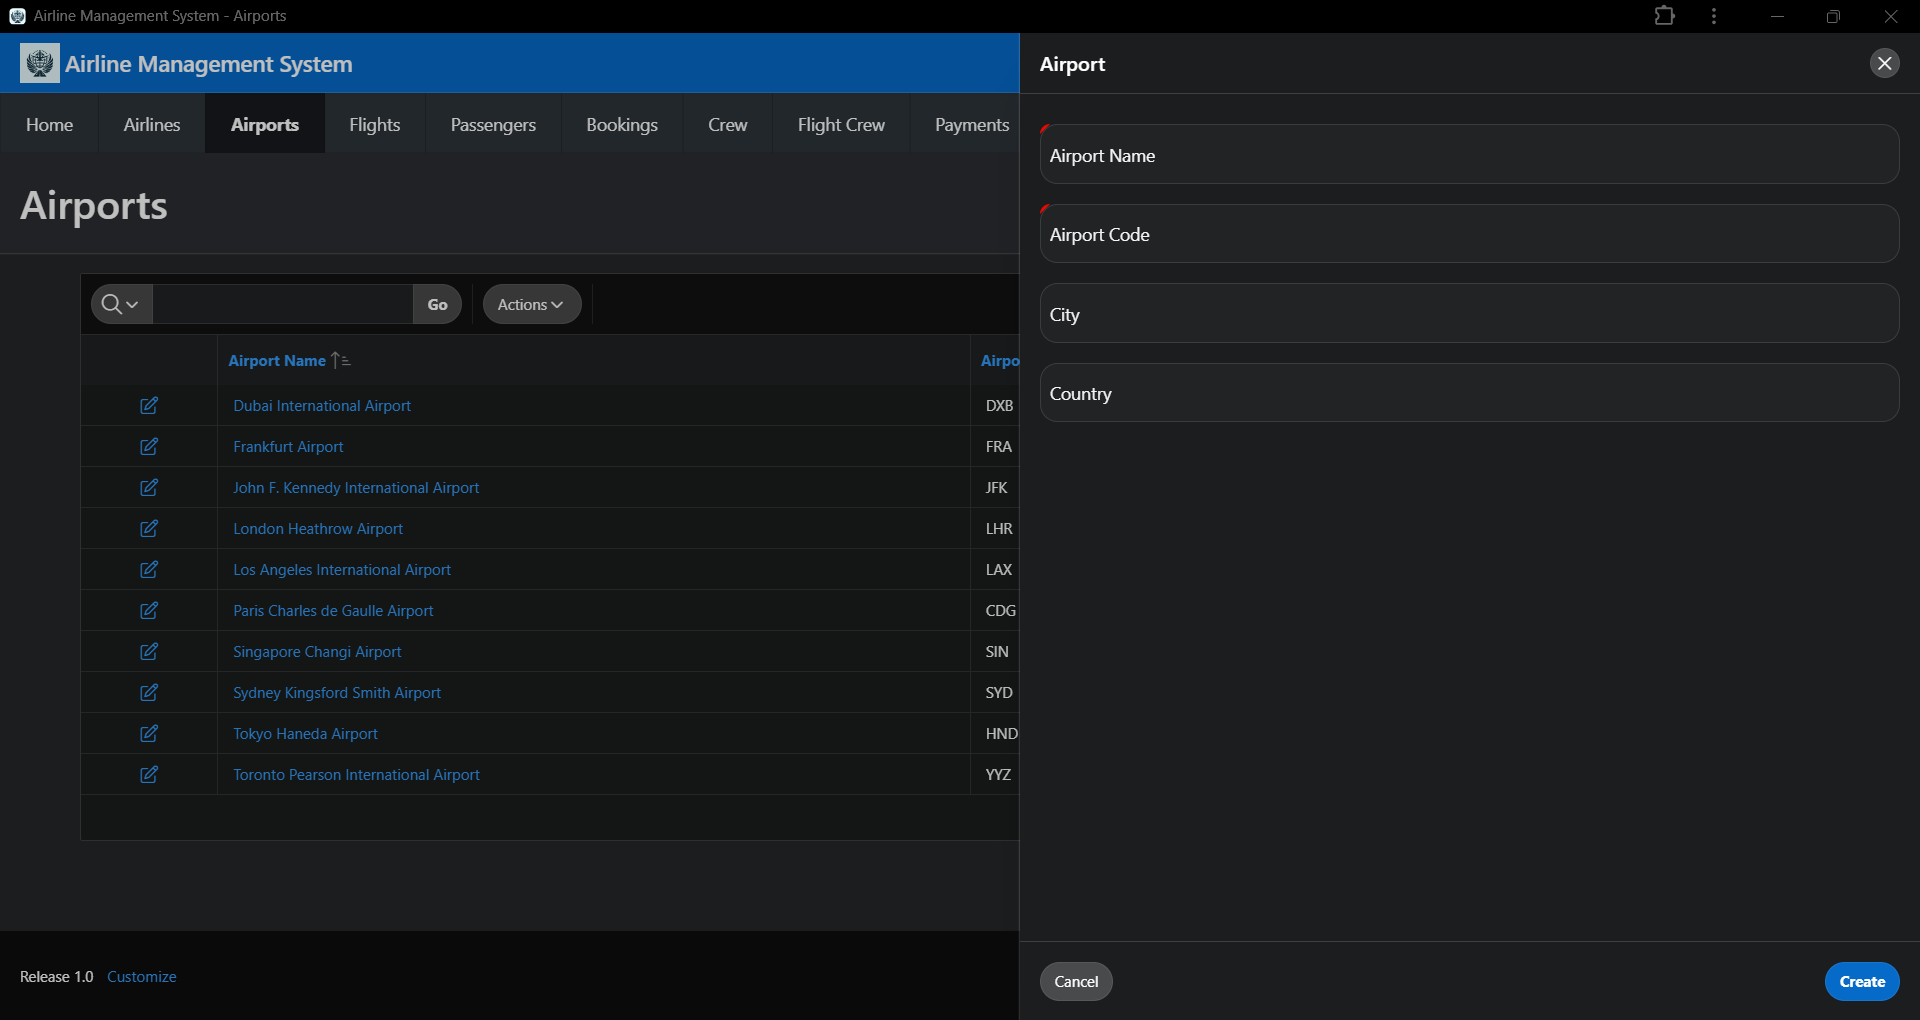 Airline Management System - Airports
Airline Management System
Home Airlines Airports Flights Passengers Bookings Crew Flight Crew Payments
Airports
Go Actions
Airport Name Airpo
Dubai International Airport DXB
Frankfurt Airport FRA
John F. Kennedy International Airport JFK
London Heathrow Airport LHR
Los Angeles International Airport LAX
Paris Charles de Gaulle Airport CDG
Singapore Changi Airport SIN
Sydney Kingsford Smith Airport SYD
Tokyo Haneda Airport HND
Toronto Pearson International Airport YYZ
Release 1.0 Customize
Airport
Airport Name
Airport Code
City
Country
Cancel Create